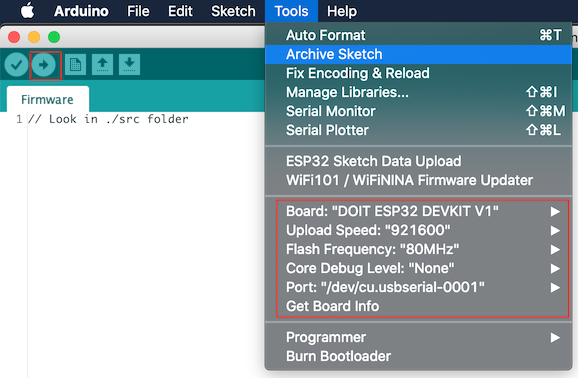 Arduino File Edit Sketch Tools Help
Auto Format ⌘T
Archive Sketch
Fix Encoding & Reload
Manage Libraries... ⇧⌘I
Serial Monitor ⇧⌘M
Serial Plotter ⇧⌘L
ESP32 Sketch Data Upload
WiFi101 / WiFiNINA Firmware Updater
Board: "DOIT ESP32 DEVKIT V1"
Upload Speed: "921600"
Flash Frequency: "80MHz"
Core Debug Level: "None"
Port: "/dev/cu.usbserial-0001"
Get Board Info
Programmer
Burn Bootloader
Firmware
1 // Look in ./src folder